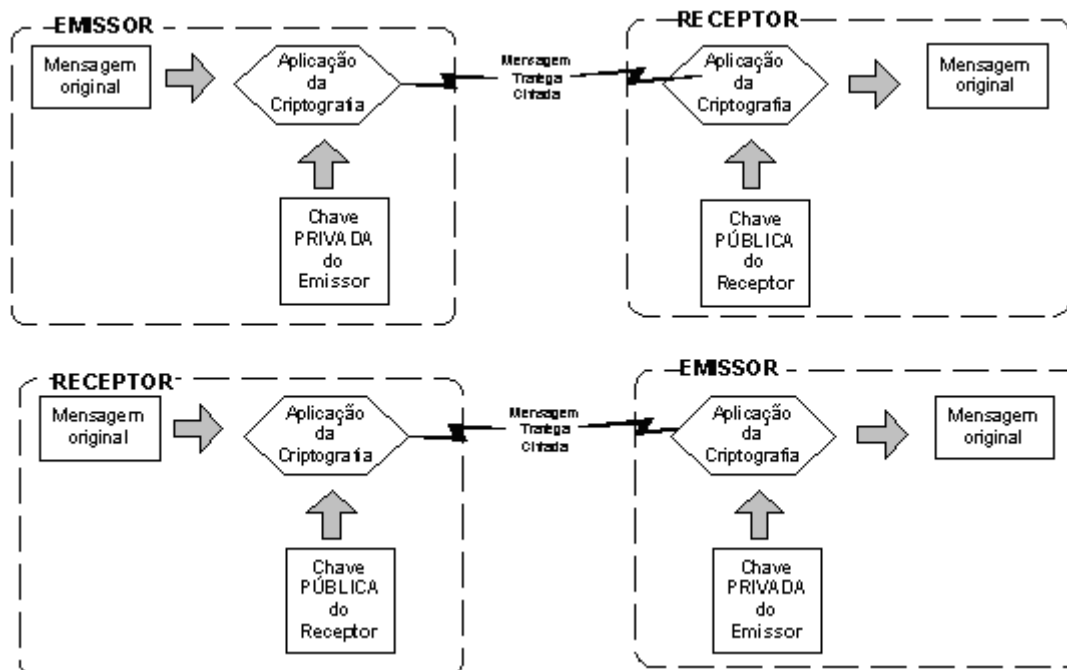 EMISSOR
Mensagem
original
Aplicação
da
Criptografia
Chave
PRIVADA
do
Emissor
Mensagem
Trafega
Cifrada
RECEPTOR
Aplicação
da
Criptografia
Chave
PÚBLICA
do
Receptor
Mensagem
original
RECEPTOR
Mensagem
original
Aplicação
da
Criptografia
Chave
PÚBLICA
do
Receptor
Mensagem
Trafega
Cifrada
EMISSOR
Aplicação
da
Criptografia
Chave
PRIVADA
do
Emissor
Mensagem
original